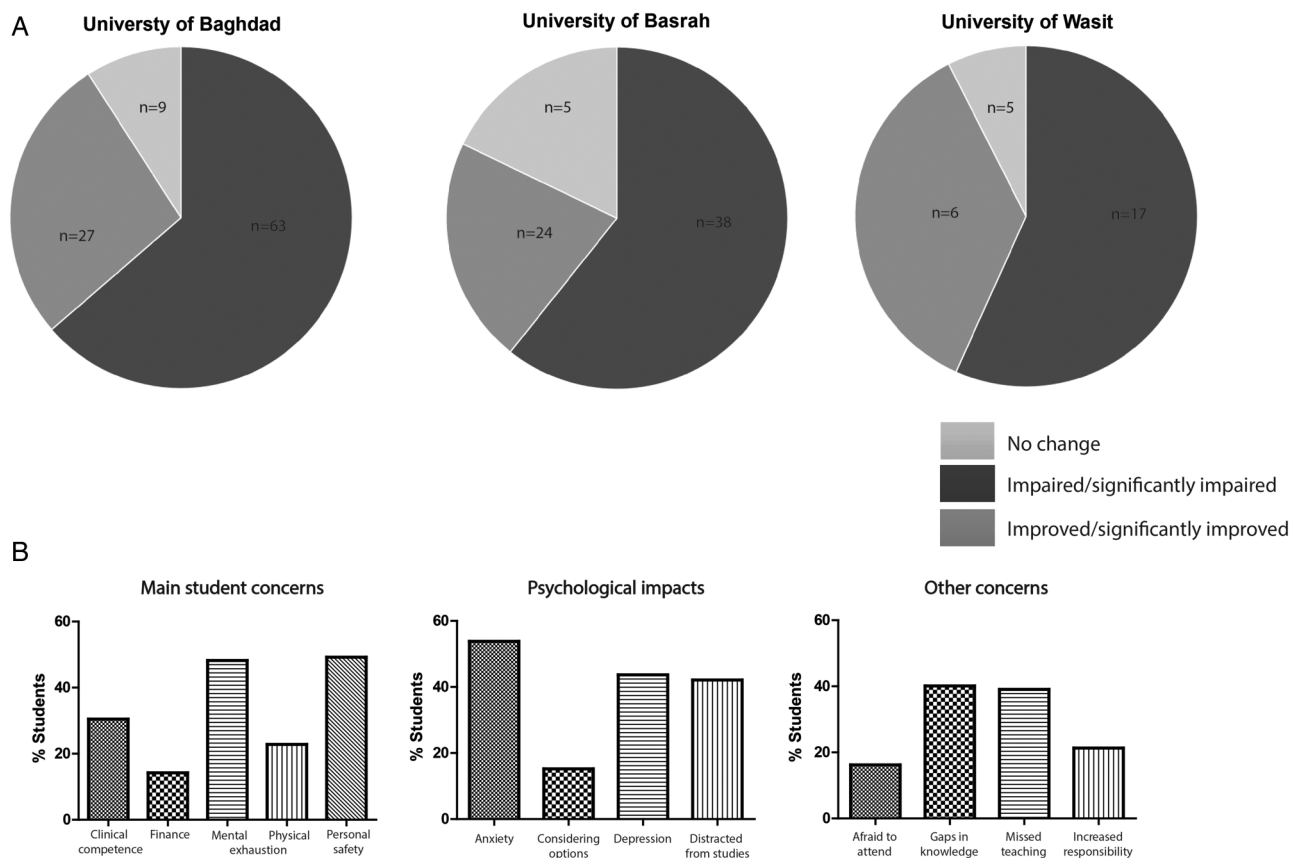 A
Universty of Baghdad
University of Basrah
University of Wasit
n=9
n=27
n=63
n=5
n=24
n=38
n=5
n=6
n=17
No change
Impaired/significantly impaired
Improved/significantly improved
B
Main student concerns
% Students
60
40
20
0
Clinical
competence
Finance
Mental
Physical
exhaustion
Personal
safety
Psychological impacts
% Students
60
40
20
0
Anxiety
Considering
options
Depression
Distracted
from studies
Other concerns
% Students
60
40
20
0
Afraid to
attend
Gaps in
knowledge
Missed
teaching
Increased
responsibility